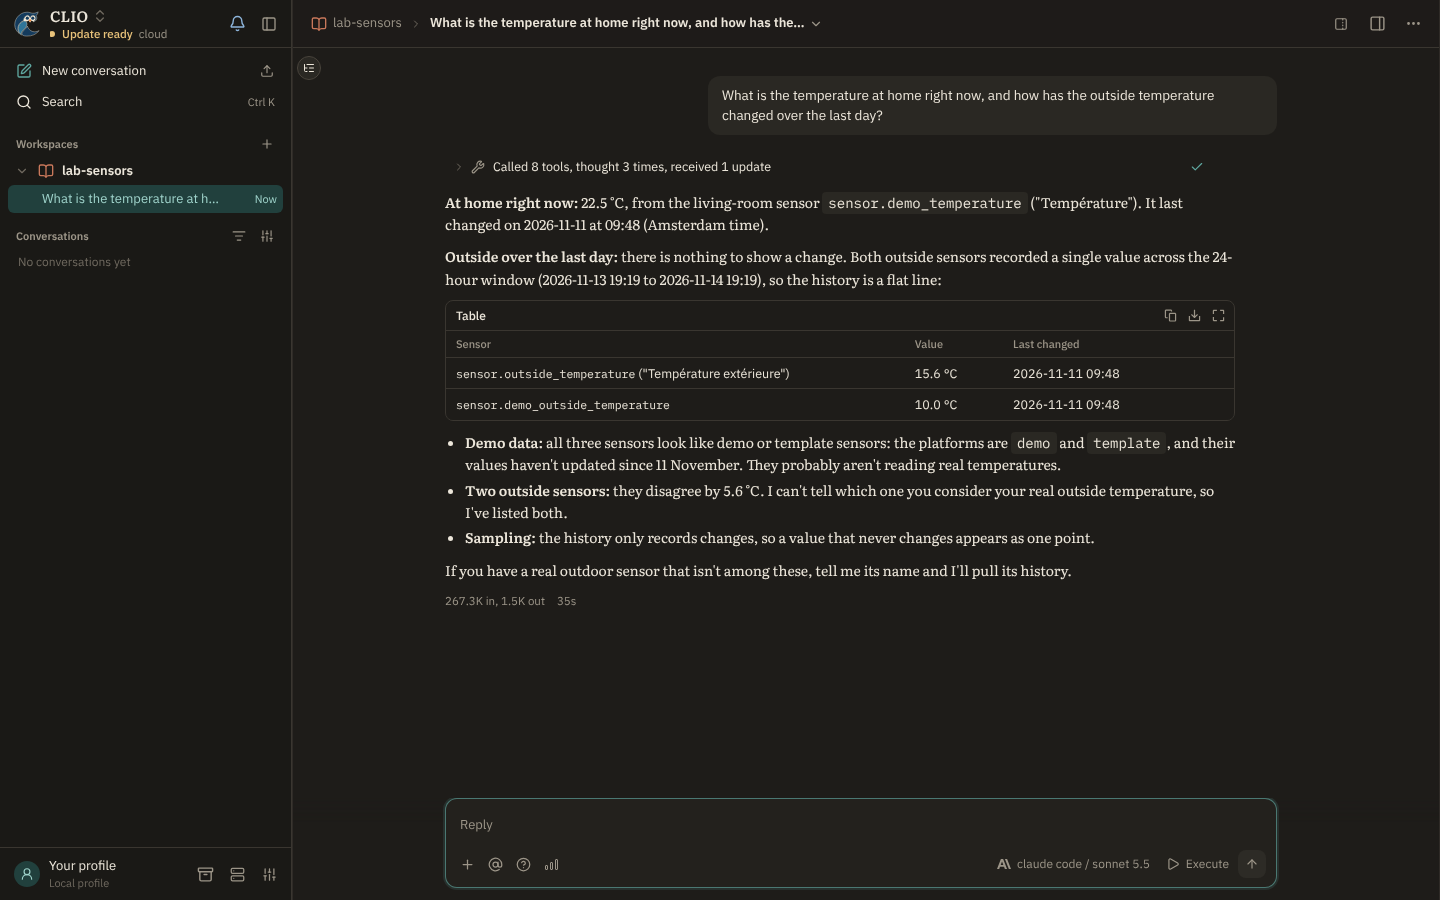 CLIO
Update ready cloud
New conversation
Search Ctrl K
Workspaces
lab-sensors
What is the temperature at h... Now
Conversations
No conversations yet
Your profile
Local profile
lab-sensors
What is the temperature at home right now, and how has the...
What is the temperature at home right now, and how has the outside temperature
changed over the last day?
Called 8 tools, thought 3 times, received 1 update
At home right now: 22.5 °C, from the living-room sensor sensor.demo_temperature ("Température"). It last
changed on 2026-11-11 at 09:48 (Amsterdam time).
Outside over the last day: there is nothing to show a change. Both outside sensors recorded a single value across the 24-
hour window (2026-11-13 19:19 to 2026-11-14 19:19), so the history is a flat line:
Table
Sensor Value Last changed
sensor.outside_temperature ("Température extérieure") 15.6 °C 2026-11-11 09:48
sensor.demo_outside_temperature 10.0 °C 2026-11-11 09:48
• Demo data: all three sensors look like demo or template sensors: the platforms are demo and template, and their
values haven't updated since 11 November. They probably aren't reading real temperatures.
• Two outside sensors: they disagree by 5.6 °C. I can't tell which one you consider your real outside temperature, so
I've listed both.
• Sampling: the history only records changes, so a value that never changes appears as one point.
If you have a real outdoor sensor that isn't among these, tell me its name and I'll pull its history.
267.3K in, 1.5K out 35s
Reply
claude code / sonnet 5.5 Execute